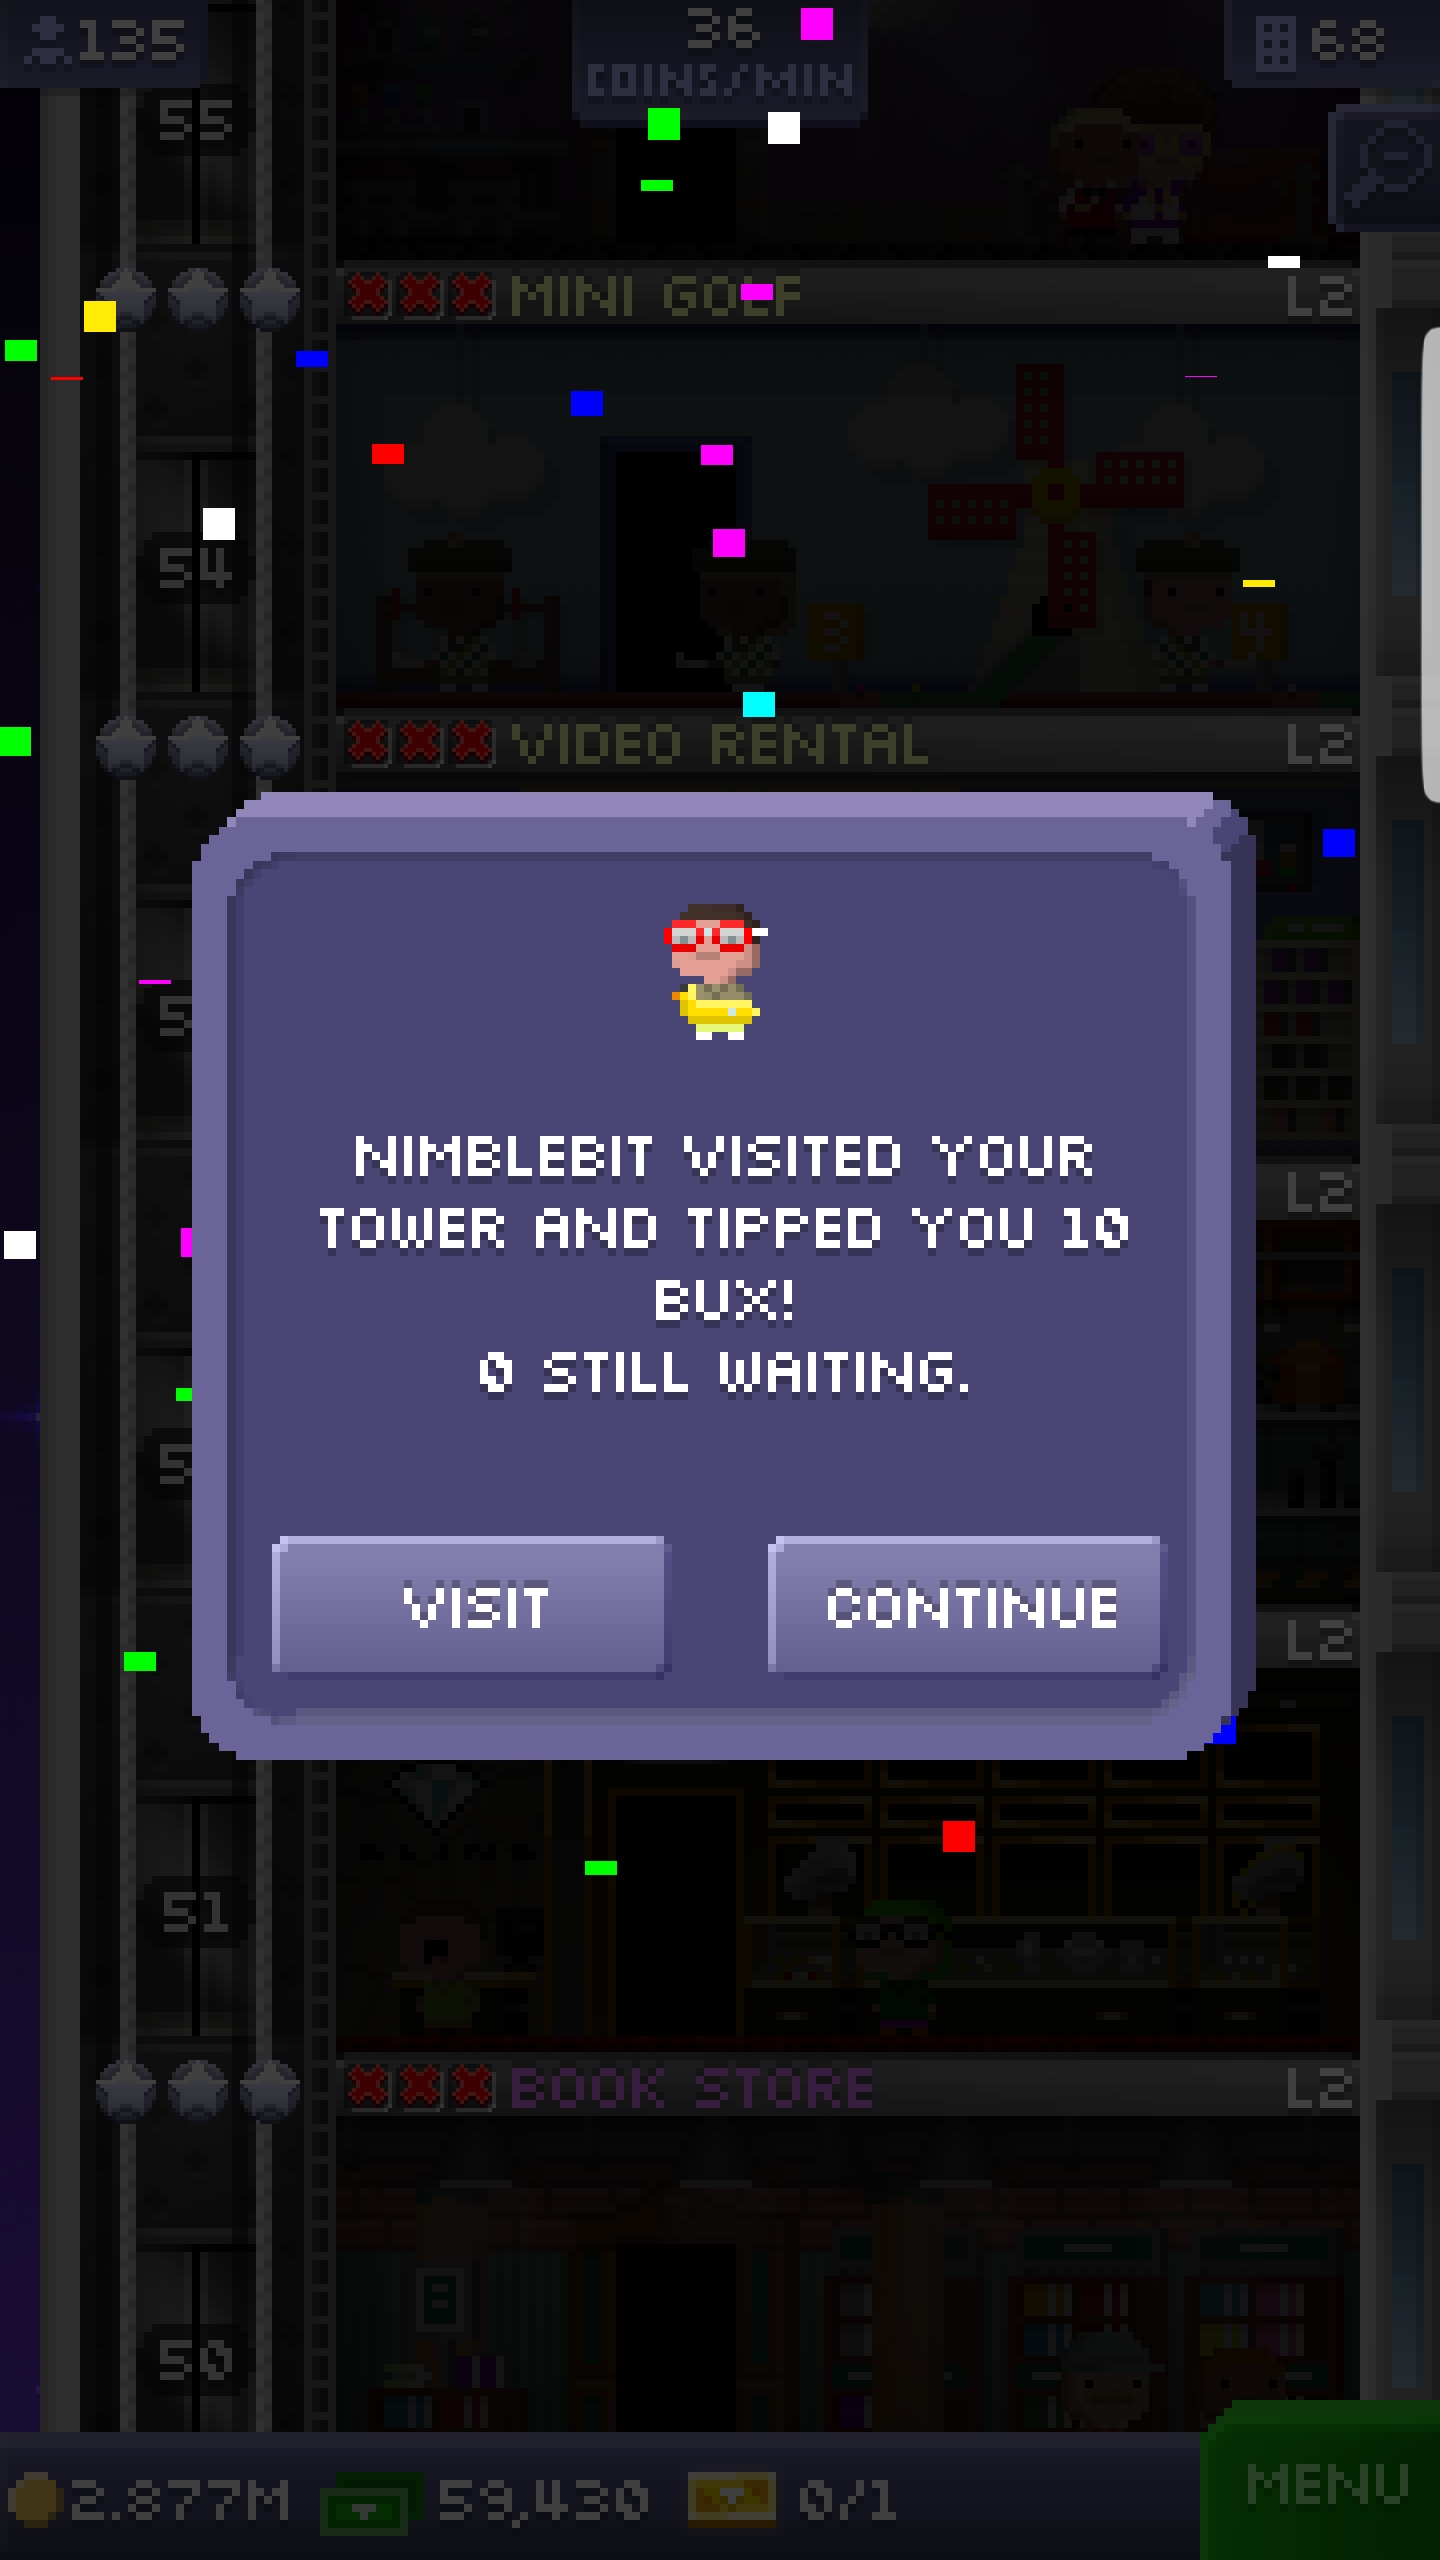 135
36
COINS/MIN
68
55
MINI GOLF
L2
54
3
4
VIDEO RENTAL
L2
NIMBLEBIT VISITED YOUR
TOWER AND TIPPED YOU 10
BUX!
0 STILL WAITING.
L2
VISIT
CONTINUE
L2
51
BOOK STORE
L2
50
2.877M
59,430
0/1
MENU